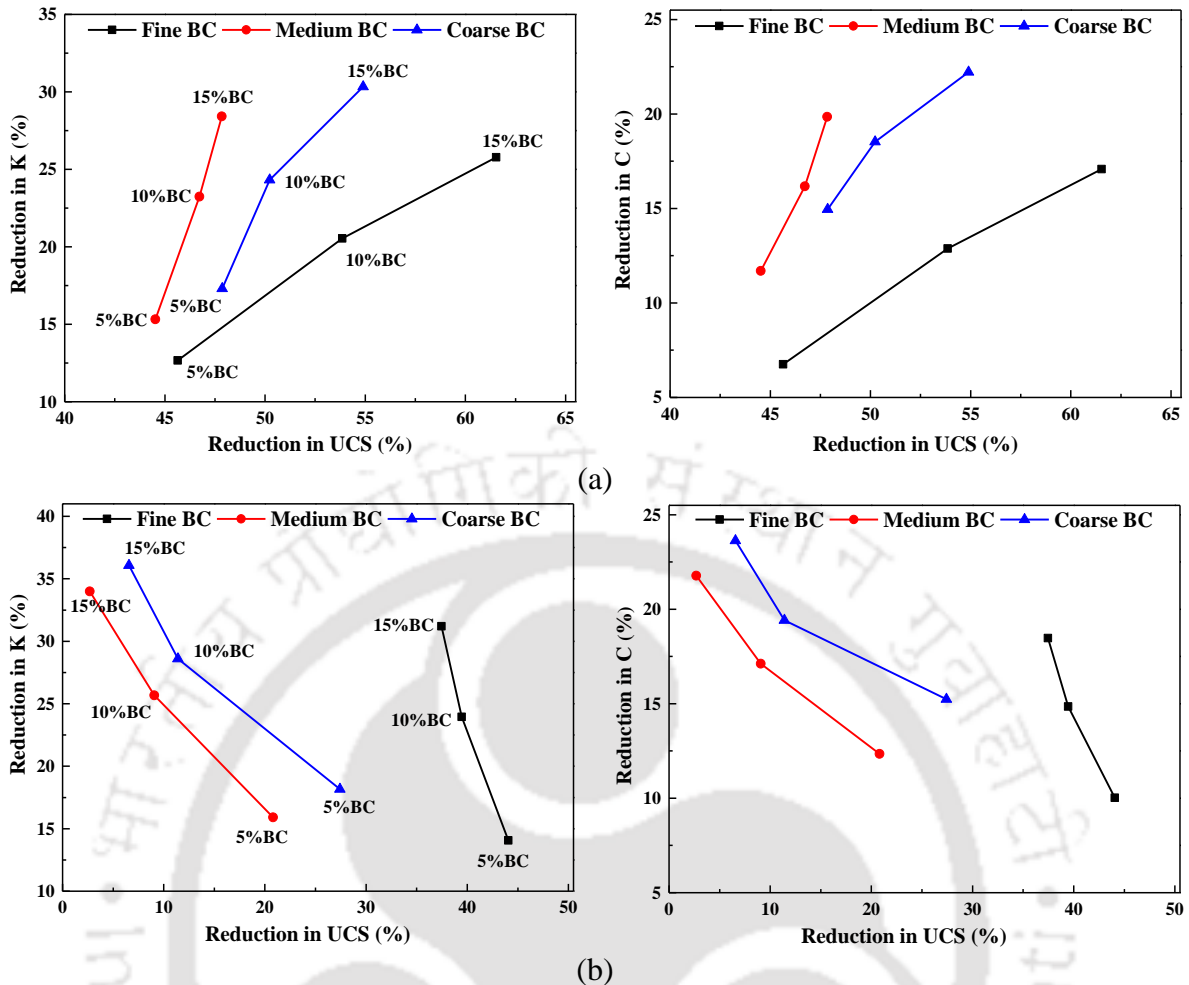 Fine BC Medium BC Coarse BC
Reduction in K (%)
40
35
30
25
20
15
10
15%BC
15%BC
15%BC
10%BC
10%BC
10%BC
5%BC
5%BC
5%BC
40 45 50 55 60 65
Reduction in UCS (%)
Fine BC Medium BC Coarse BC
Reduction in C (%)
25
20
15
10
5
40 45 50 55 60 65
Reduction in UCS (%)
(a)
Fine BC Medium BC Coarse BC
Reduction in K (%)
40
35
30
25
20
15
10
15%BC
15%BC
15%BC
10%BC
10%BC
10%BC
5%BC
5%BC
5%BC
0 10 20 30 40 50
Reduction in UCS (%)
Fine BC Medium BC Coarse BC
Reduction in C (%)
25
20
15
10
5
0 10 20 30 40 50
Reduction in UCS (%)
(b)